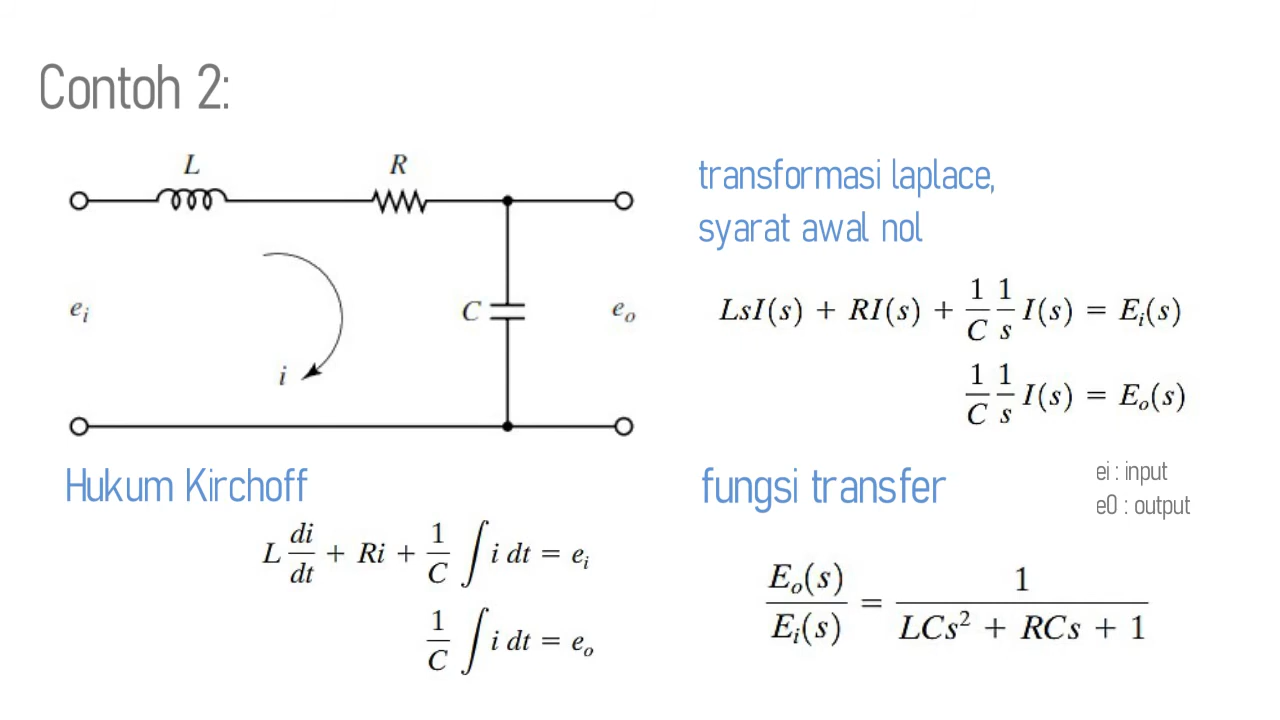 Contoh 2:
L
R
e_i
C
e_o
i
Hukum Kirchoff
L di/dt + Ri + 1/C ∫ i dt = e_i
1/C ∫ i dt = e_o
transformasi laplace,
syarat awal nol
LsI(s) + RI(s) + 1/C 1/s I(s) = E_i(s)
1/C 1/s I(s) = E_o(s)
fungsi transfer
ei : input
e0 : output
E_o(s)/E_i(s) = 1/(LCs² + RCs + 1)